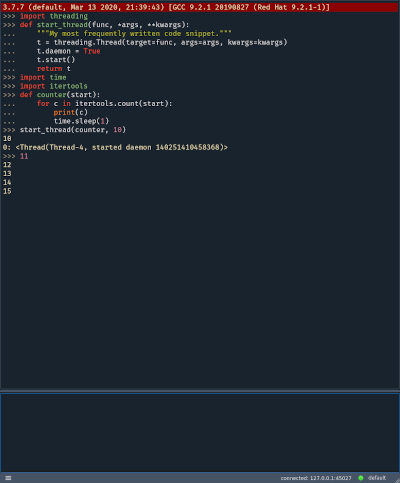 3.7.7 (default, Mar 13 2020, 21:39:43) [GCC 9.2.1 20190827 (Red Hat 9.2.1-1)]
>>> import threading
>>> def start_thread(func, *args, **kwargs):
...     """My most frequently written code snippet."""
...     t = threading.Thread(target=func, args=args, kwargs=kwargs)
...     t.daemon = True
...     t.start()
...     return t
>>> import time
>>> import itertools
>>> def counter(start):
...     for c in itertools.count(start):
...         print(c)
...         time.sleep(1)
>>> start_thread(counter, 10)
10
0: <Thread(Thread-4, started daemon 140251410458368)>
>>> 11
12
13
14
15
connected: 127.0.0.1:45027 default